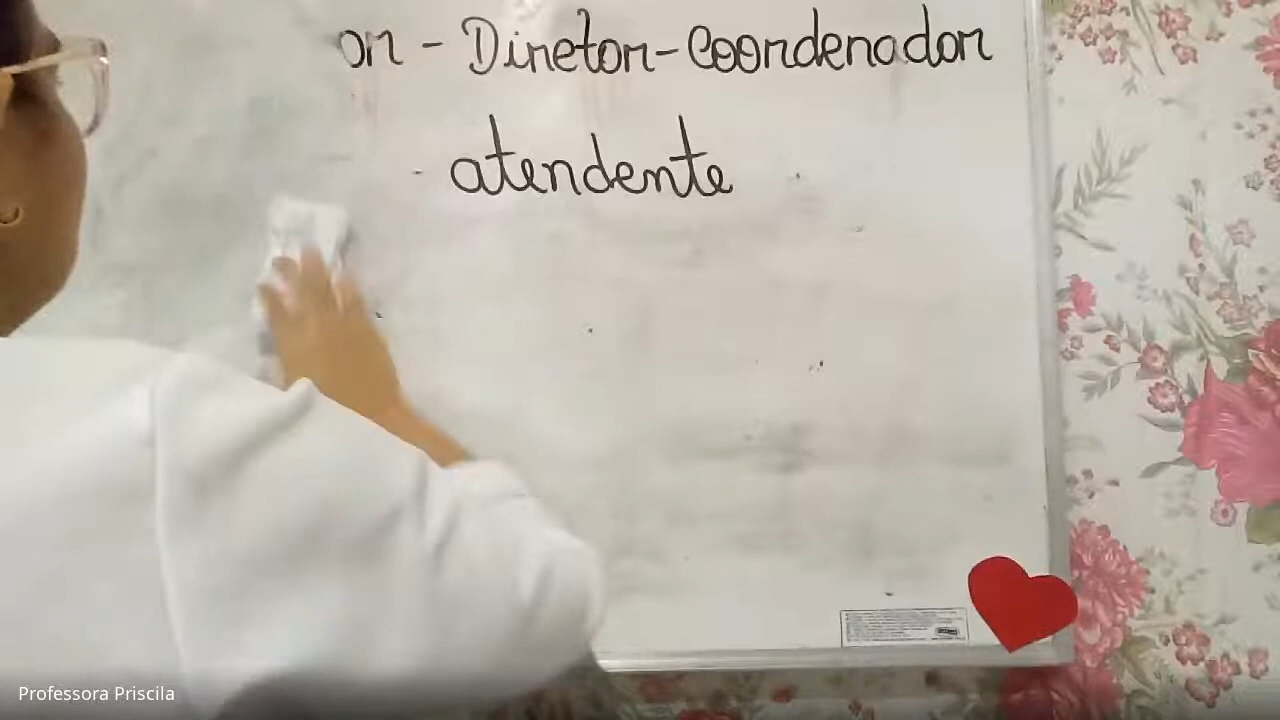 or - Diretor - Coordenador
atendente
Professora Priscila